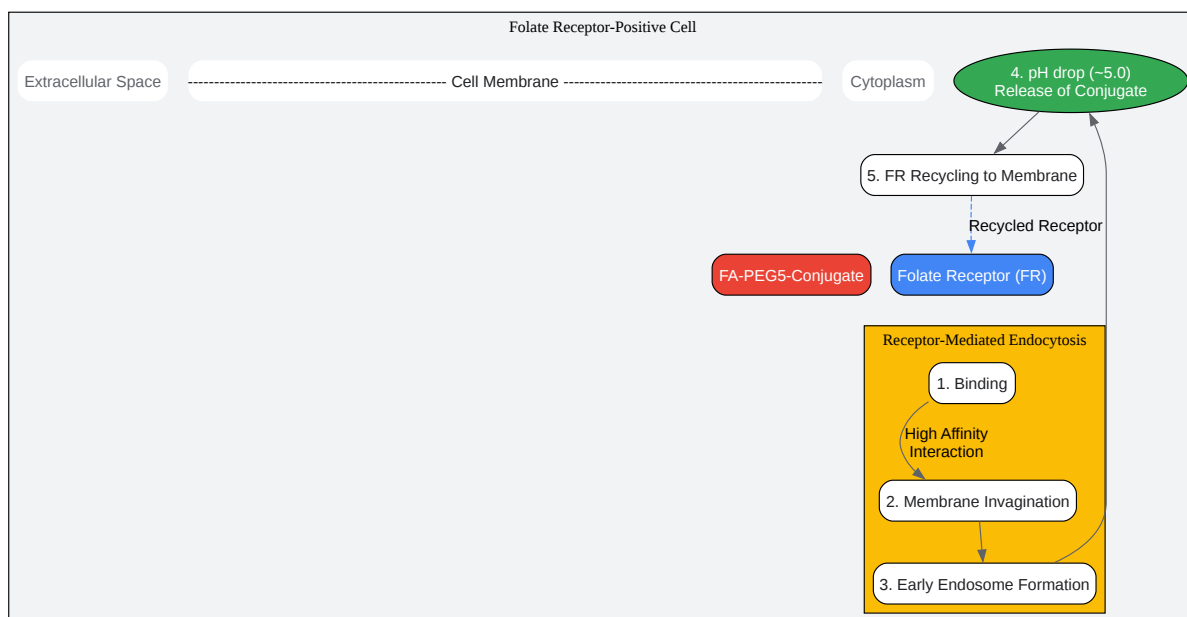 Folate Receptor-Positive Cell
Extracellular Space
------------------------------------------------- Cell Membrane -------------------------------------------------
Cytoplasm
4. pH drop (~5.0)
Release of Conjugate
5. FR Recycling to Membrane
Recycled Receptor
FA-PEG5-Conjugate
Folate Receptor (FR)
Receptor-Mediated Endocytosis
1. Binding
High Affinity
Interaction
2. Membrane Invagination
3. Early Endosome Formation